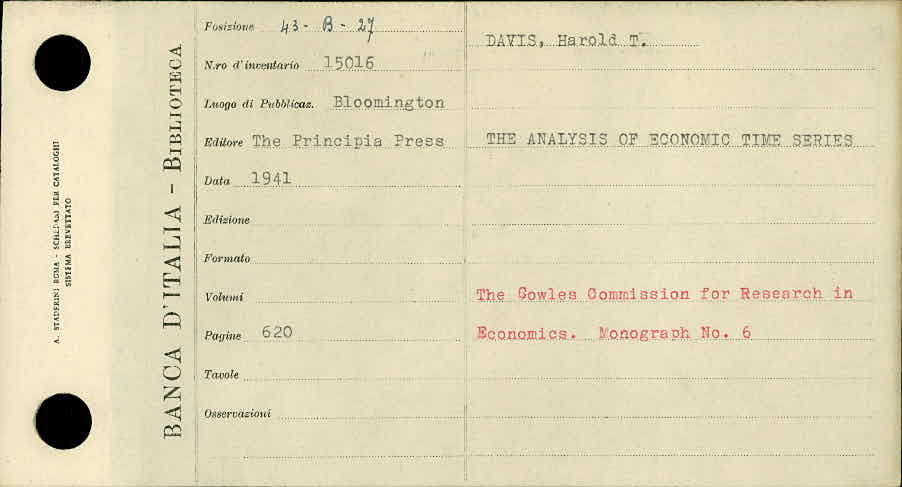 A. STADERINI ROMA - SCHEDARI PER CATALOGHI
SISTEMA BREVETTATO
BANCA D'ITALIA - BIBLIOTECA
Posizione 43 - B - 27
N.ro d'inventario 15016
Luogo di Pubblicaz. Bloomington
Editore The Principia Press
Data 1941
Edizione
Formato
Volumi
Pagine 620
Tavole
Osservazioni
DAVIS, Harold T.
THE ANALYSIS OF ECONOMIC TIME SERIES
The Cowles Commission for Research in
Economics. Monograph No. 6